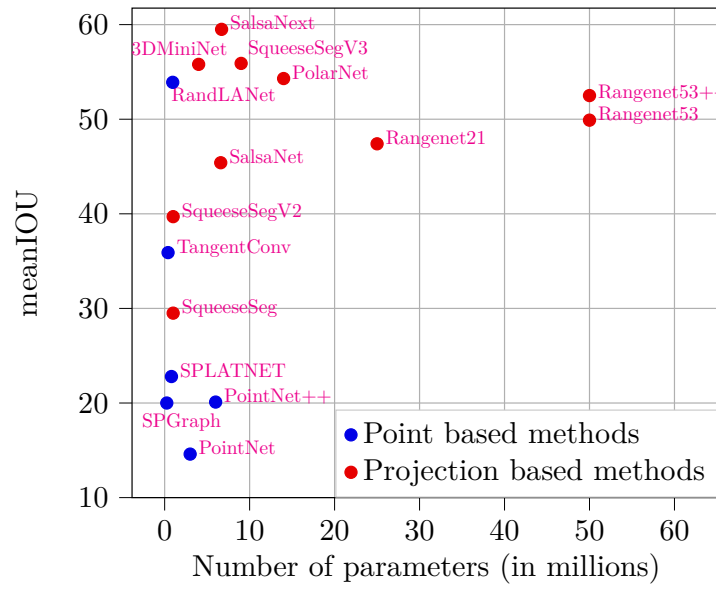 60
SalsaNext
3DMiniNet
SqueeseSegV3
PolarNet
RandLANet
Rangenet53++
50
Rangenet53
Rangenet21
SalsaNet
40
SqueeseSegV2
TangentConv
meanIOU
30
SqueeseSeg
SPLATNET
20
PointNet++
SPGraph
PointNet
Point based methods
Projection based methods
10
0 10 20 30 40 50 60
Number of parameters (in millions)